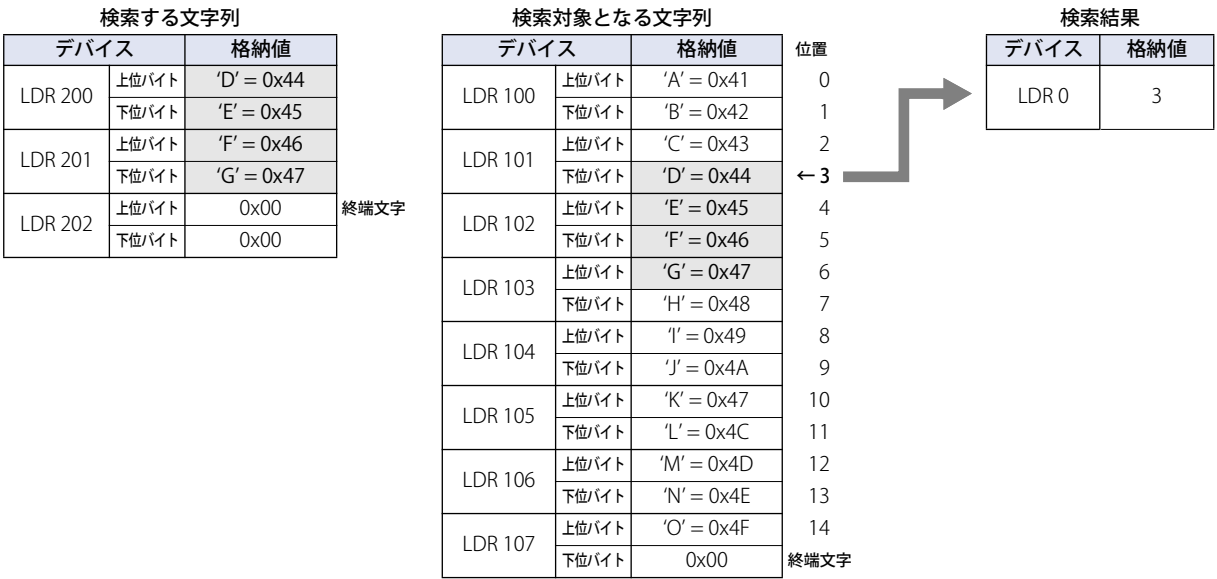 検索する文字列
デバイス 格納値
LDR 200 上位バイト ‘D’ = 0x44
下位バイト ‘E’ = 0x45
LDR 201 上位バイト ‘F’ = 0x46
下位バイト ‘G’ = 0x47
LDR 202 上位バイト 0x00 終端文字
下位バイト 0x00
検索対象となる文字列
デバイス 格納値 位置
LDR 100 上位バイト ‘A’ = 0x41 0
下位バイト ‘B’ = 0x42 1
LDR 101 上位バイト ‘C’ = 0x43 2
下位バイト ‘D’ = 0x44 ←3
LDR 102 上位バイト ‘E’ = 0x45 4
下位バイト ‘F’ = 0x46 5
LDR 103 上位バイト ‘G’ = 0x47 6
下位バイト ‘H’ = 0x48 7
LDR 104 上位バイト ‘I’ = 0x49 8
下位バイト ‘J’ = 0x4A 9
LDR 105 上位バイト ‘K’ = 0x47 10
下位バイト ‘L’ = 0x4C 11
LDR 106 上位バイト ‘M’ = 0x4D 12
下位バイト ‘N’ = 0x4E 13
LDR 107 上位バイト ‘O’ = 0x4F 14
下位バイト 0x00 終端文字
検索結果
デバイス 格納値
LDR 0 3